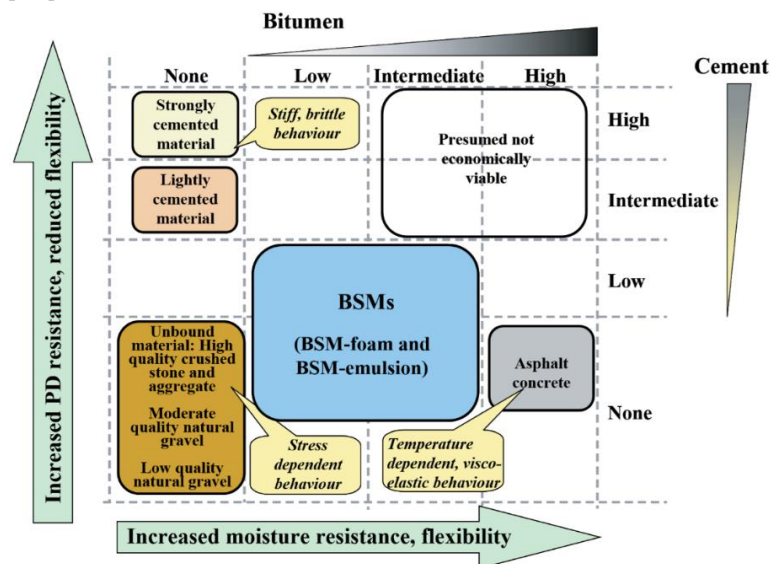 Bitumen
None
Low
Intermediate
High
Cement
Strongly
cemented
material
Stiff, brittle
behaviour
Presumed not
economically
viable
High
Lightly
cemented
material
Intermediate
Increased PD resistance, reduced flexibility
BSMs
(BSM-foam and
BSM-emulsion)
Low
Unbound
material: High
quality crushed
stone and
aggregate
Moderate
quality natural
gravel
Low quality
natural gravel
Asphalt
concrete
None
Stress
dependent
behaviour
Temperature
dependent, visco-
elastic behaviour
Increased moisture resistance, flexibility